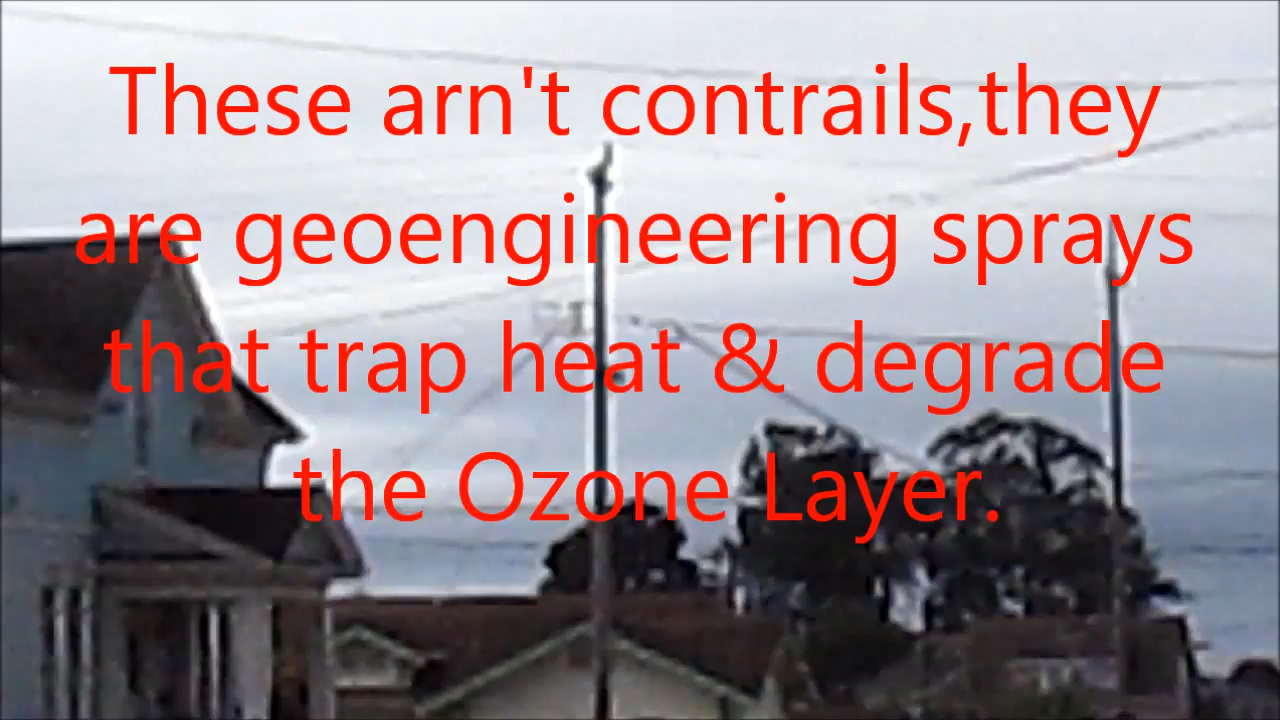 These arn't contrails,they
are geoengineering sprays
that trap heat & degrade
the Ozone Layer.